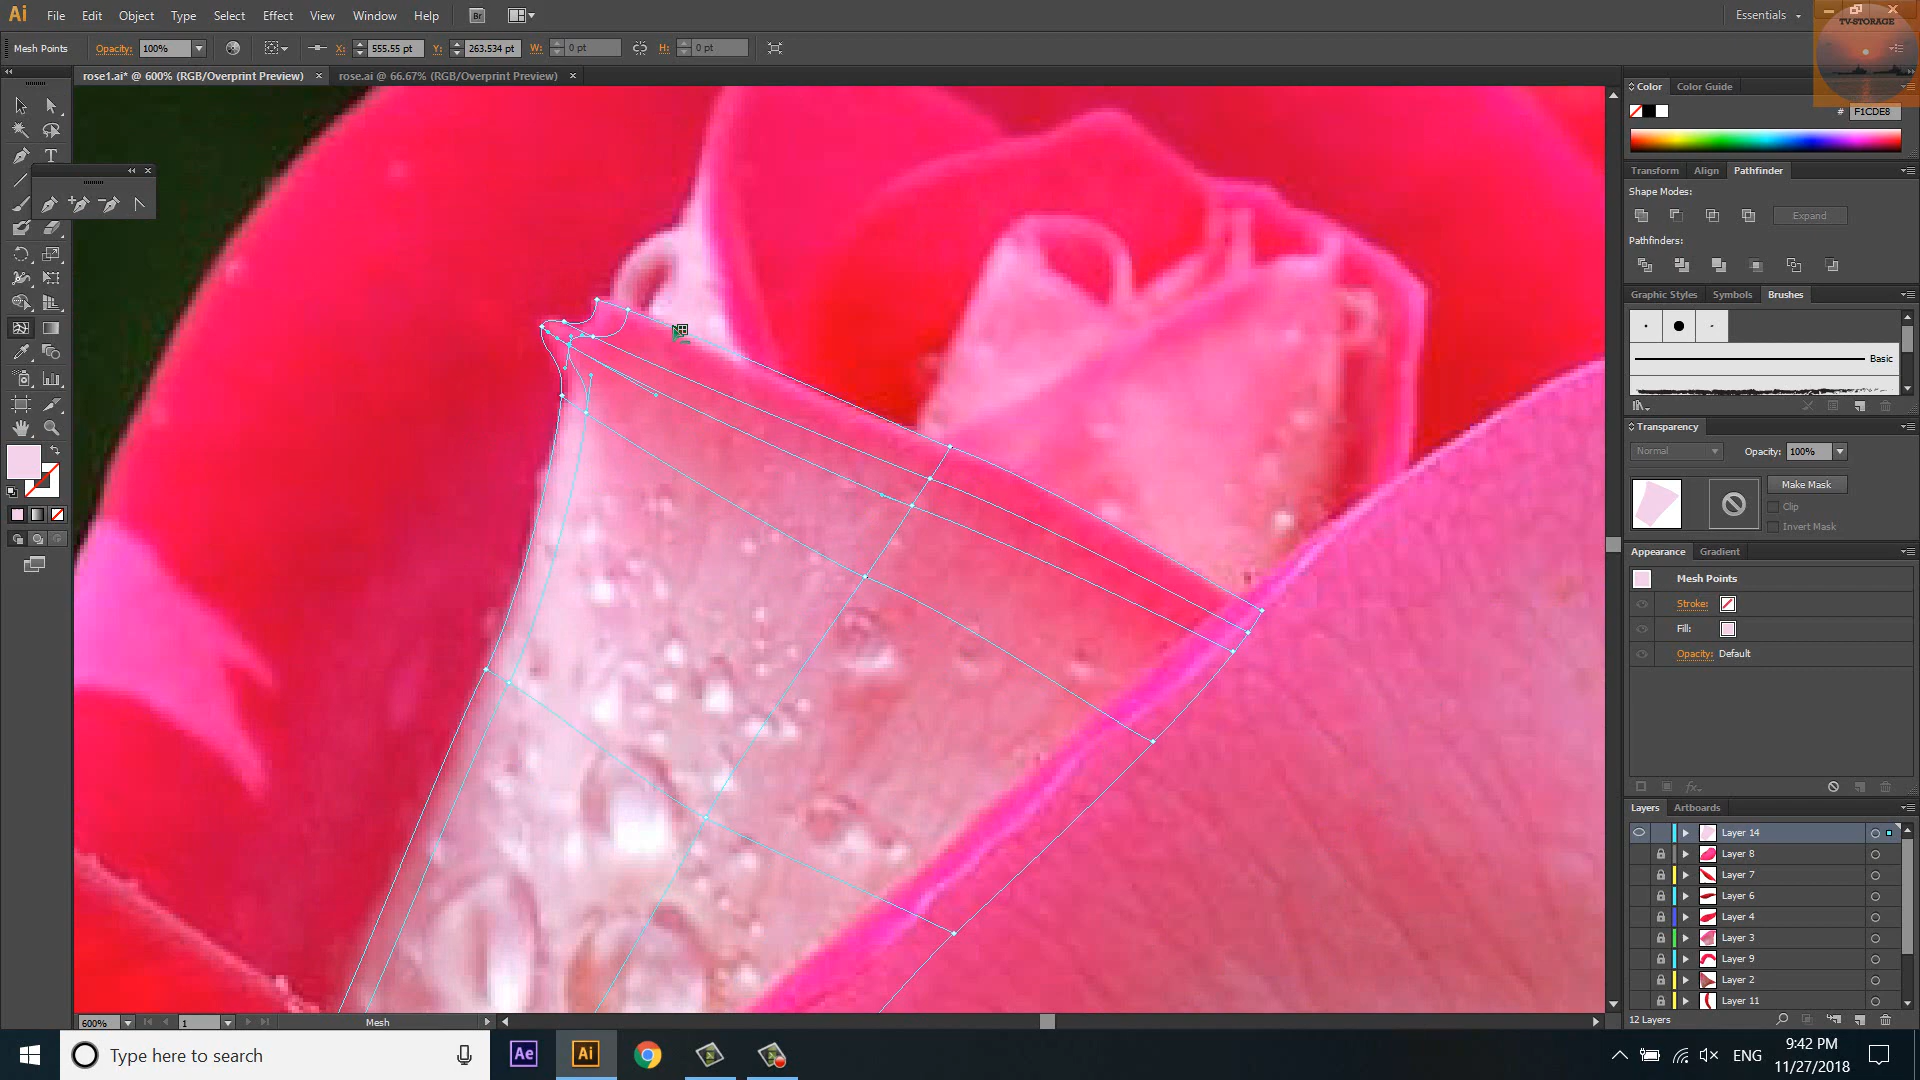 Ai File Edit Object Type Select Effect View Window Help Br Essentials
TV-STORAGE
Mesh Points Opacity: 100% X: 555.55 pt Y: 263.534 pt W: 0 pt H: 0 pt
rose1.ai* @ 600% (RGB/Overprint Preview) × rose.ai @ 66.67% (RGB/Overprint Preview) ×
Color Color Guide
# F1CDE8
Transform Align Pathfinder
Shape Modes:
Expand
Pathfinders:
Graphic Styles Symbols Brushes
Basic
Transparency
Normal Opacity: 100%
Make Mask
Clip
Invert Mask
Appearance Gradient
Mesh Points
Stroke:
Fill:
Opacity: Default
Layers Artboards
Layer 14
Layer 8
Layer 7
Layer 6
Layer 4
Layer 3
Layer 9
Layer 2
Layer 11
12 Layers
600% 1 Mesh
Type here to search
Ae Ai
ENG
9:42 PM
11/27/2018